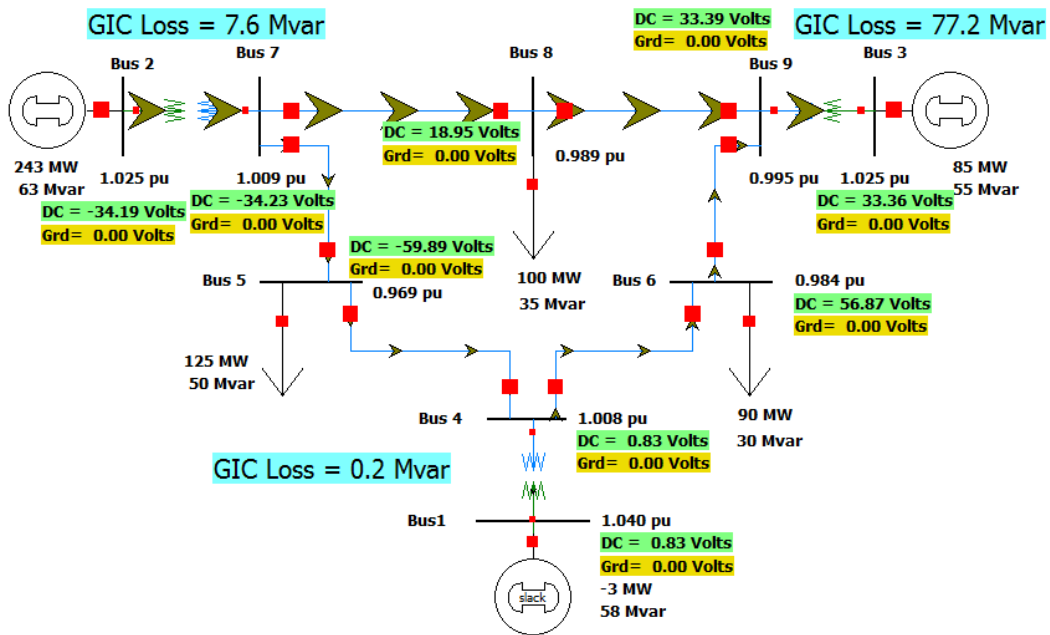 GIC Loss = 7.6 Mvar
DC = 33.39 Volts
Grd= 0.00 Volts
GIC Loss = 77.2 Mvar
Bus 2
Bus 7
Bus 8
Bus 9
Bus 3
243 MW
63 Mvar
1.025 pu
DC = -34.19 Volts
Grd= 0.00 Volts
1.009 pu
DC = -34.23 Volts
Grd= 0.00 Volts
DC = 18.95 Volts
Grd= 0.00 Volts
0.989 pu
0.995 pu
1.025 pu
DC = 33.36 Volts
Grd= 0.00 Volts
85 MW
55 Mvar
DC = -59.89 Volts
Grd= 0.00 Volts
Bus 5
0.969 pu
100 MW
35 Mvar
Bus 6
0.984 pu
DC = 56.87 Volts
Grd= 0.00 Volts
125 MW
50 Mvar
90 MW
30 Mvar
Bus 4
1.008 pu
DC = 0.83 Volts
Grd= 0.00 Volts
GIC Loss = 0.2 Mvar
Bus1
1.040 pu
DC = 0.83 Volts
Grd= 0.00 Volts
-3 MW
58 Mvar
slack